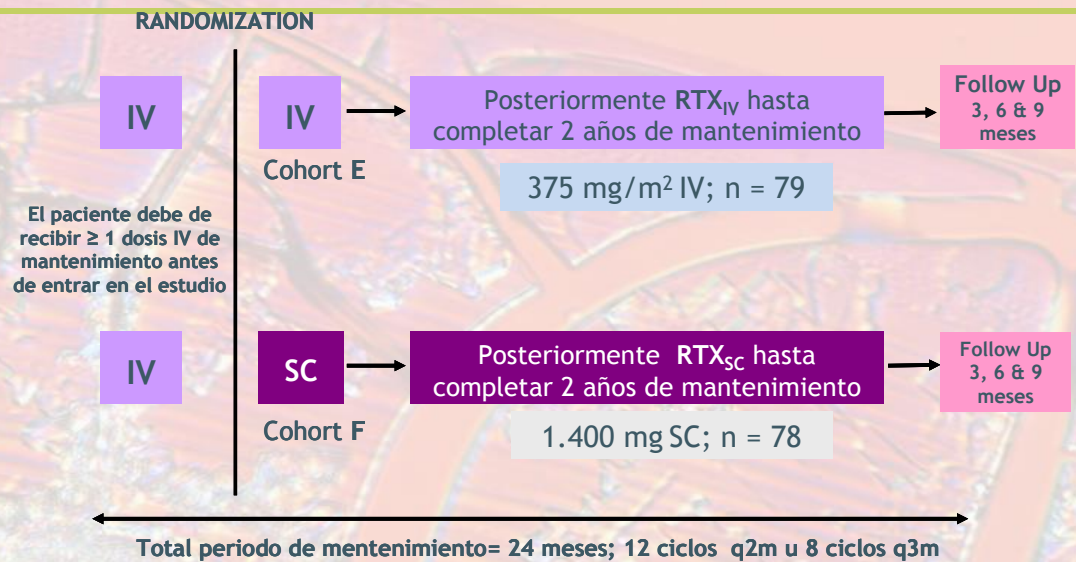 RANDOMIZATION
IV
IV
Posteriormente RTX_IV hasta
completar 2 años de mantenimiento
Follow Up
3, 6 & 9
meses
Cohort E
375 mg/m² IV; n = 79
El paciente debe de
recibir ≥ 1 dosis IV de
mantenimiento antes
de entrar en el estudio
IV
SC
Posteriormente RTX_SC hasta
completar 2 años de mantenimiento
Follow Up
3, 6 & 9
meses
Cohort F
1.400 mg SC; n = 78
Total periodo de mentenimiento= 24 meses; 12 ciclos q2m u 8 ciclos q3m